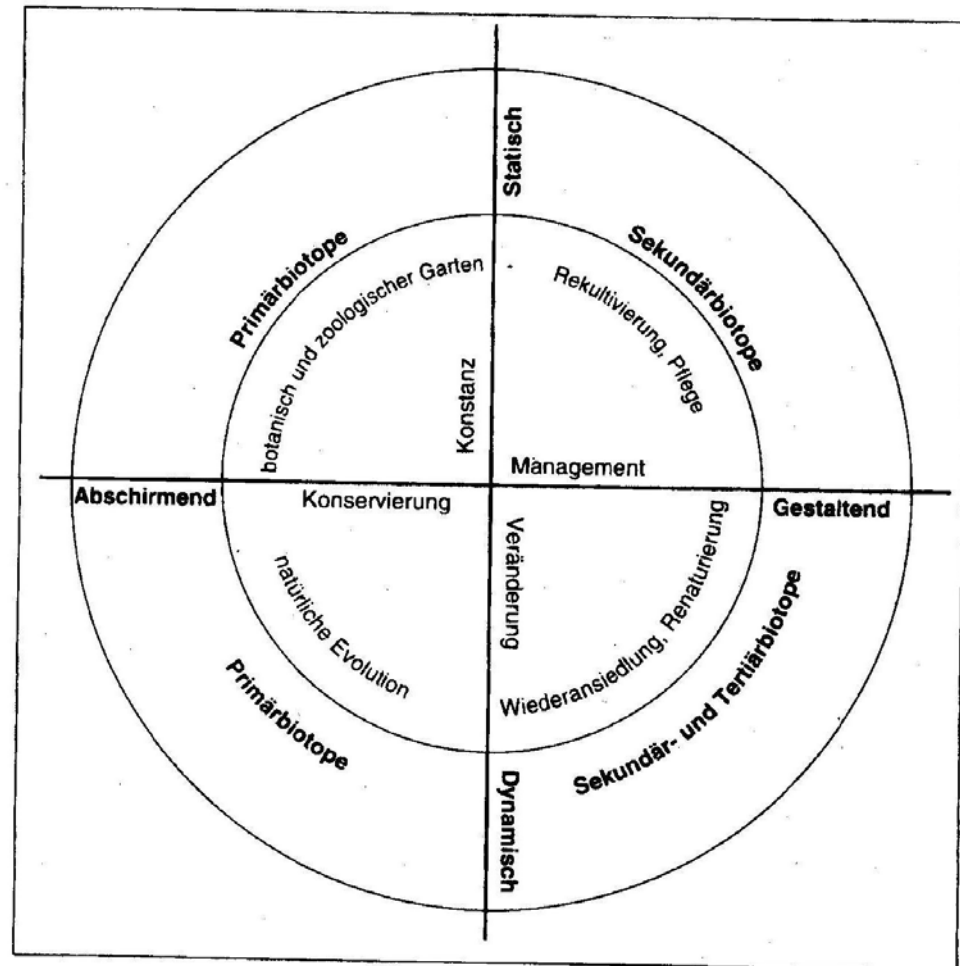 Statisch
Primärbiotope
Sekundärbiotope
botanisch und zoologischer Garten
Rekultivierung, Pflege
Konstanz
Management
Abschirmend
Konservierung
Gestaltend
Veränderung
natürliche Evolution
Wiederansiedlung, Renaturierung
Primärbiotope
Sekundär- und Tertiärbiotope
Dynamisch